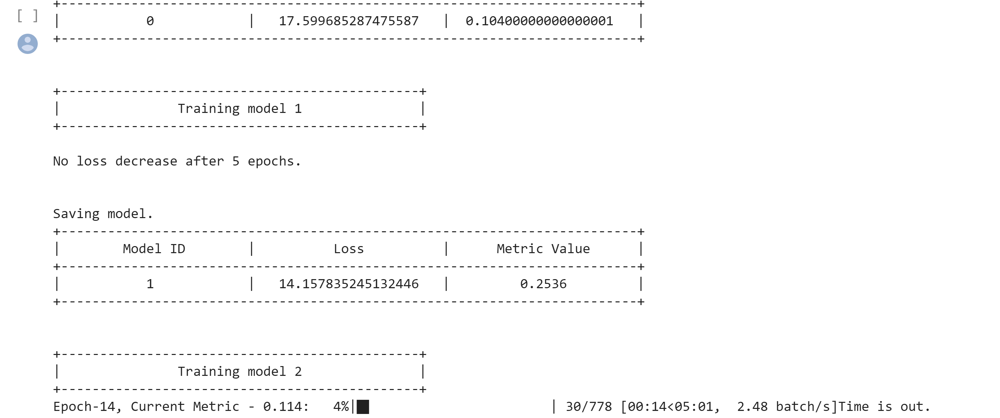 +--------------------------------------------------------------------------+
[ ] |           0            |   17.599685287475587   |  0.10400000000000001   |
+--------------------------------------------------------------------------+
+----------------------------------------------+
|               Training model 1               |
+----------------------------------------------+
No loss decrease after 5 epochs.
Saving model.
+--------------------------------------------------------------------------+
|        Model ID        |          Loss          |      Metric Value      |
+--------------------------------------------------------------------------+
|           1            |   14.157835245132446   |         0.2536         |
+--------------------------------------------------------------------------+
+----------------------------------------------+
|               Training model 2               |
+----------------------------------------------+
Epoch-14, Current Metric - 0.114:   4%|█                       | 30/778 [00:14<05:01,  2.48 batch/s]Time is out.